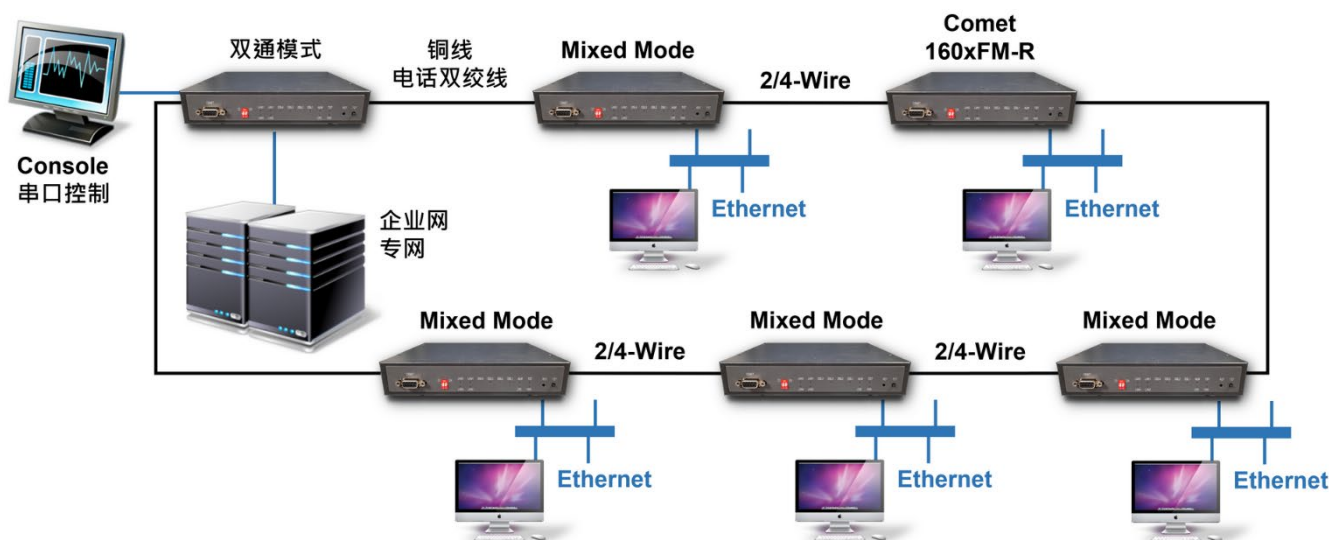 双通模式
铜线
电话双绞线
Mixed Mode
2/4-Wire
Comet
160xFM-R
Console
串口控制
企业网
专网
Ethernet
Ethernet
Mixed Mode
2/4-Wire
Mixed Mode
2/4-Wire
Mixed Mode
Ethernet
Ethernet
Ethernet